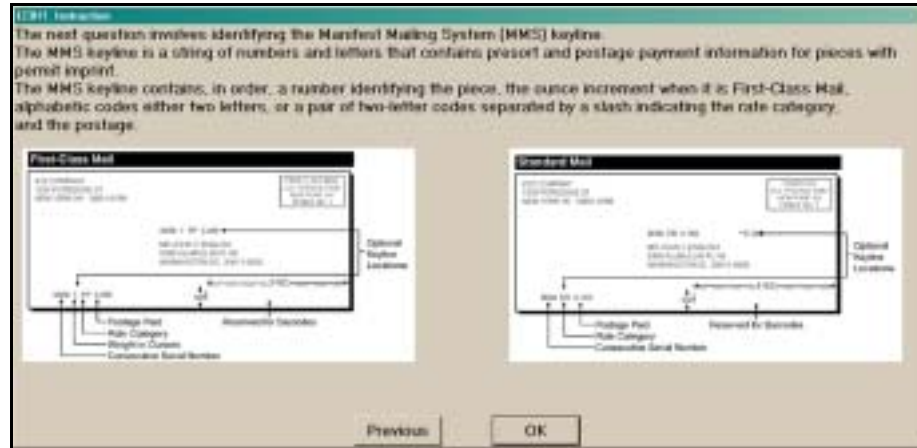 Instruction
The next question involves identifying the Manifest Mailing System (MMS) keyline.
The MMS keyline is a string of numbers and letters that contains presort and postage payment information for pieces with
permit imprint.
The MMS keyline contains, in order, a number identifying the piece, the ounce increment when it is First-Class Mail,
alphabetic codes either two letters, or a pair of two-letter codes separated by a slash indicating the rate category,
and the postage.
First-Class Mail
Optional
Keyline
Locations
Postage Paid
Rate Category
Weight in Ounces
Consecutive Serial Number
Reserved for Barcodes
Standard Mail
Optional
Keyline
Locations
Postage Paid
Rate Category
Consecutive Serial Number
Reserved for Barcodes
Previous
OK